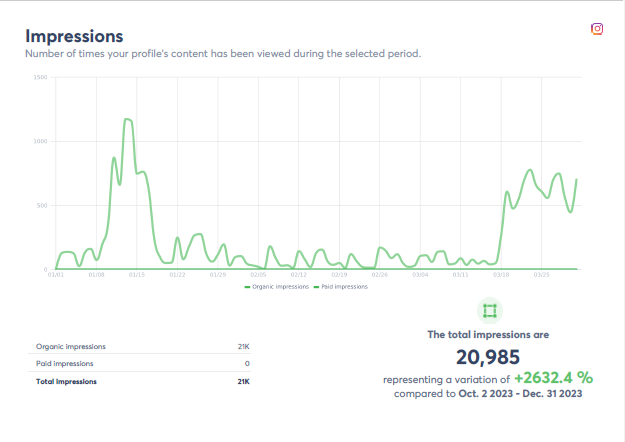 Impressions
Number of times your profile's content has been viewed during the selected period.
1500
1000
500
0
01/01 01/08 01/15 01/22 01/29 02/05 02/12 02/19 02/26 03/04 03/11 03/18 03/25
Organic impressions Paid impressions
Organic impressions 21K
Paid impressions 0
Total Impressions 21K
The total impressions are
20,985
representing a variation of +2632.4 %
compared to Oct. 2 2023 - Dec. 31 2023